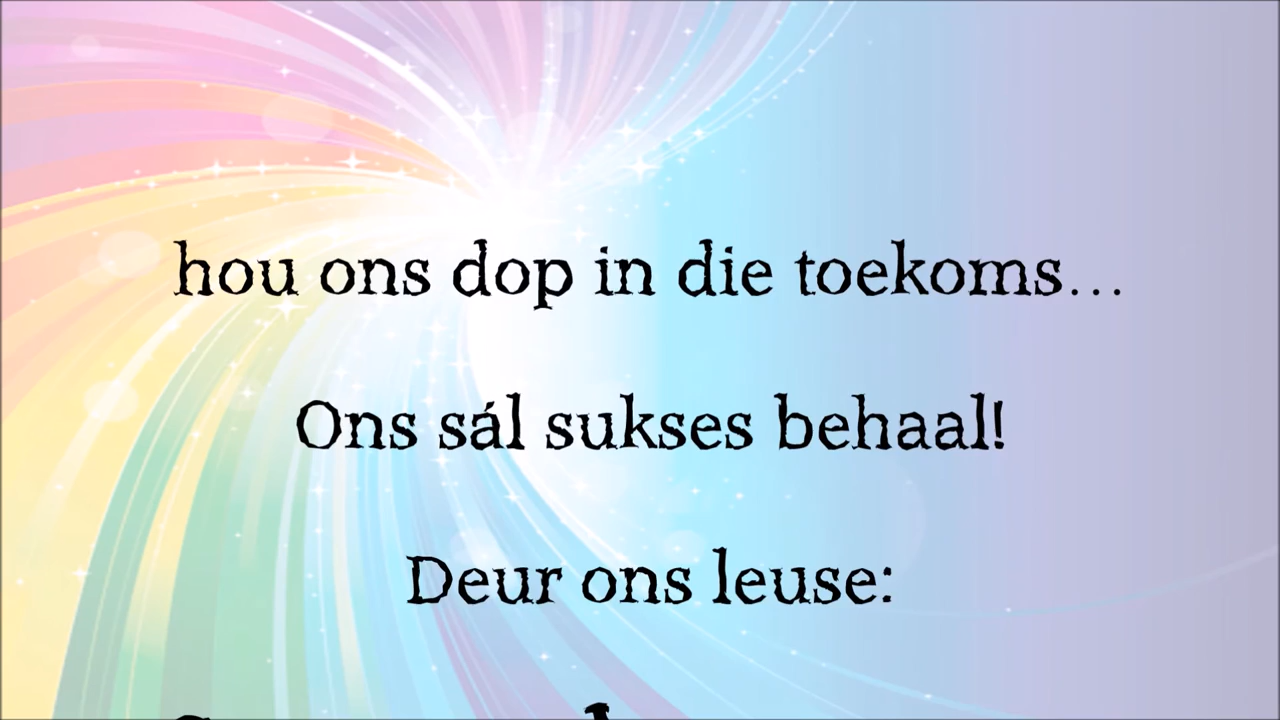 hou ons dop in die toekoms...
Ons sál sukses behaal!
Deur ons leuse: